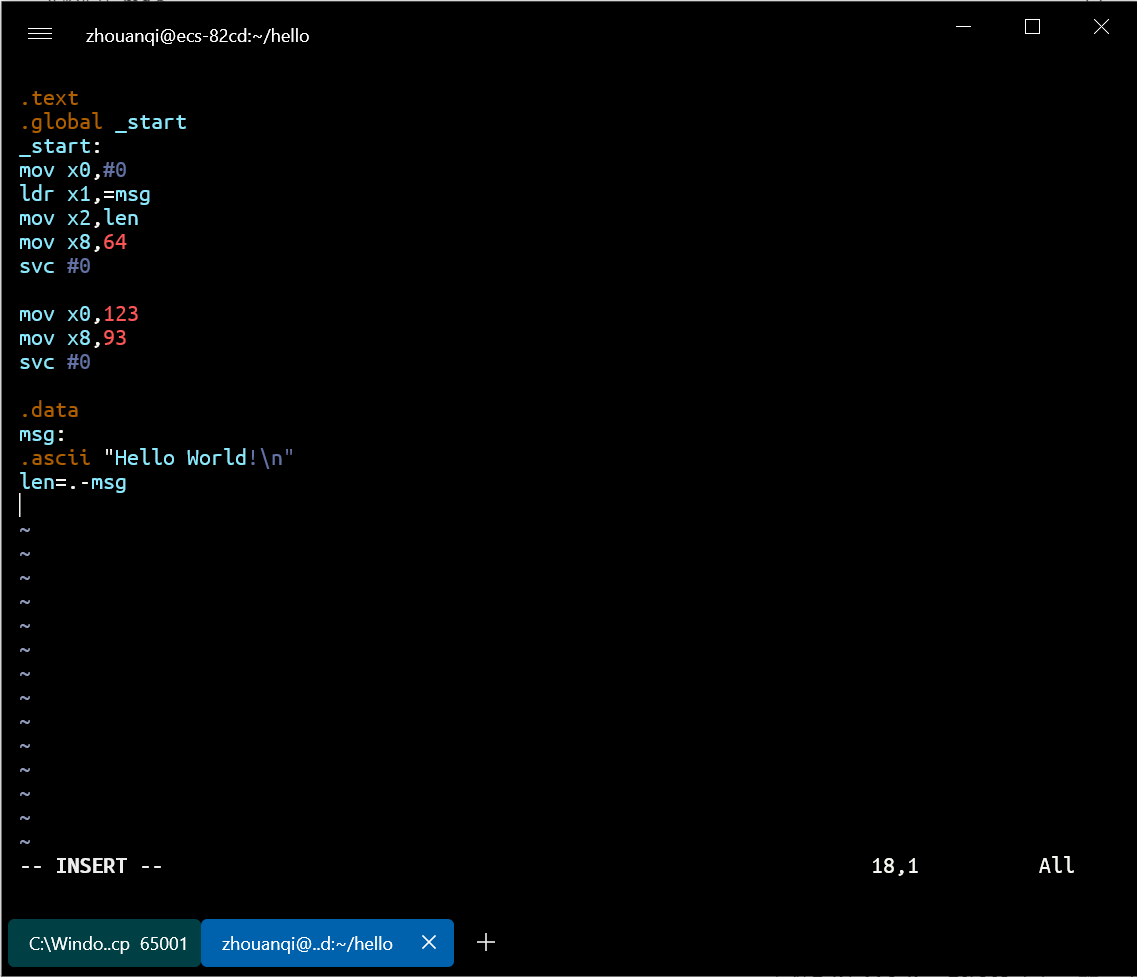 zhouanqi@ecs-82cd:~/hello
.text
.global _start
_start:
mov x0,#0
ldr x1,=msg
mov x2,len
mov x8,64
svc #0
mov x0,123
mov x8,93
svc #0
.data
msg:
.ascii "Hello World!\n"
len=.-msg
~
~
~
~
~
~
~
~
~
~
~
~
~
~
-- INSERT -- 18,1 All
C:\Windo..cp 65001 zhouanqi@..d:~/hello